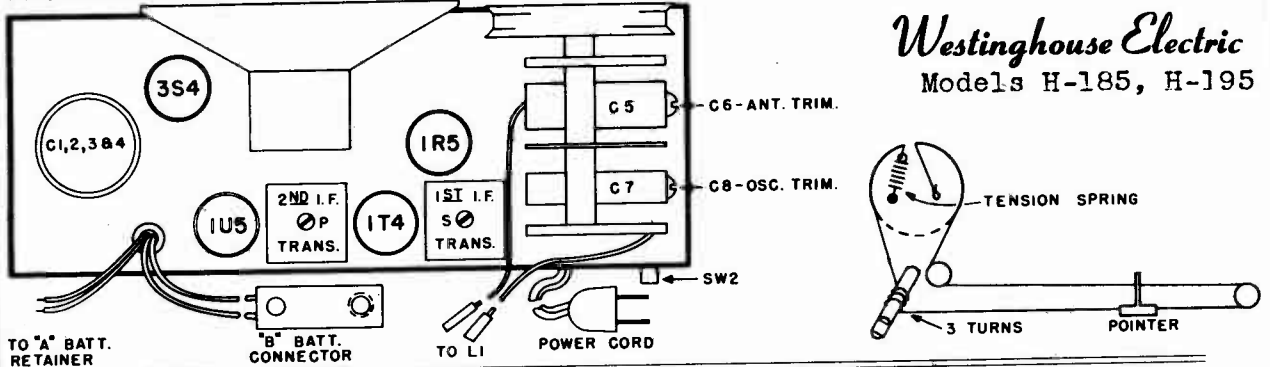 Westinghouse Electric
Models H-185, H-195
3S4
C1,2,3&4
1R5
C5
C6-ANT. TRIM.
C7
C8-OSC. TRIM.
1U5
2ND I.F.
P
TRANS.
1T4
1ST I.F.
S
TRANS.
SW2
TO "A" BATT.
RETAINER
"B" BATT.
CONNECTOR
TO L1
POWER CORD
TENSION SPRING
3 TURNS
POINTER